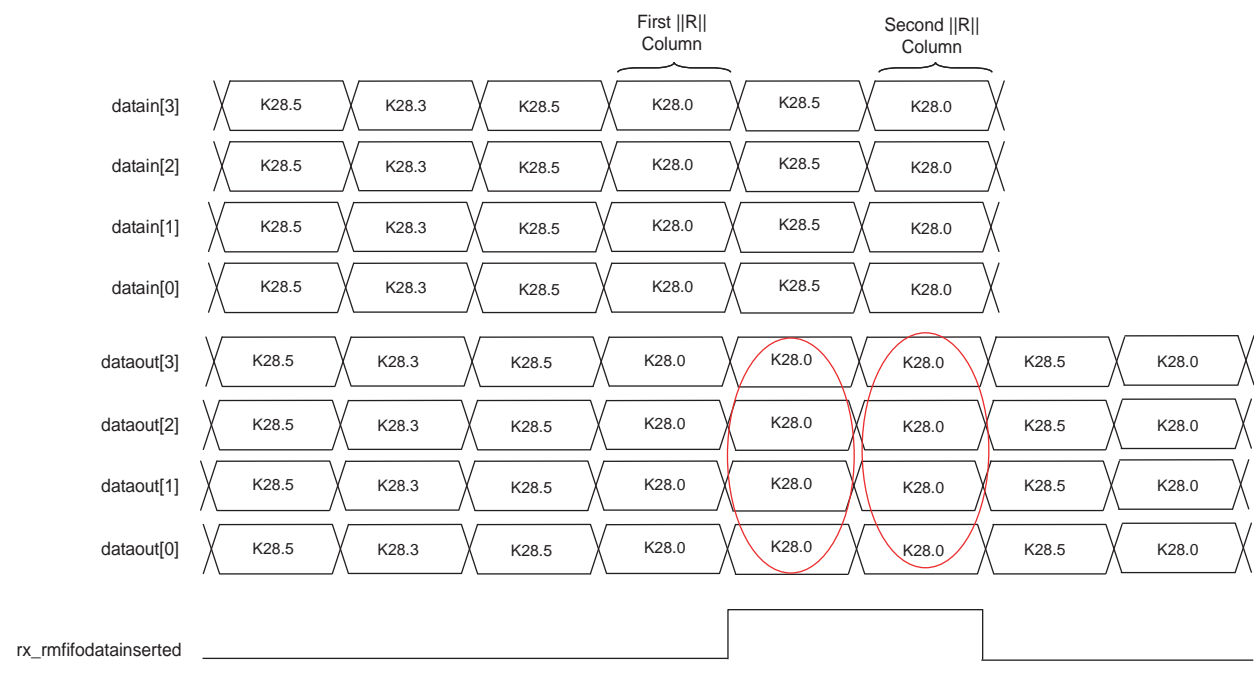 First ||R||
Column
Second ||R||
Column
datain[3] K28.5 K28.3 K28.5 K28.0 K28.5 K28.0
datain[2] K28.5 K28.3 K28.5 K28.0 K28.5 K28.0
datain[1] K28.5 K28.3 K28.5 K28.0 K28.5 K28.0
datain[0] K28.5 K28.3 K28.5 K28.0 K28.5 K28.0
dataout[3] K28.5 K28.3 K28.5 K28.0 K28.0 K28.0 K28.5 K28.0
dataout[2] K28.5 K28.3 K28.5 K28.0 K28.0 K28.0 K28.5 K28.0
dataout[1] K28.5 K28.3 K28.5 K28.0 K28.0 K28.0 K28.5 K28.0
dataout[0] K28.5 K28.3 K28.5 K28.0 K28.0 K28.0 K28.5 K28.0
rx_rmfifodatainserted